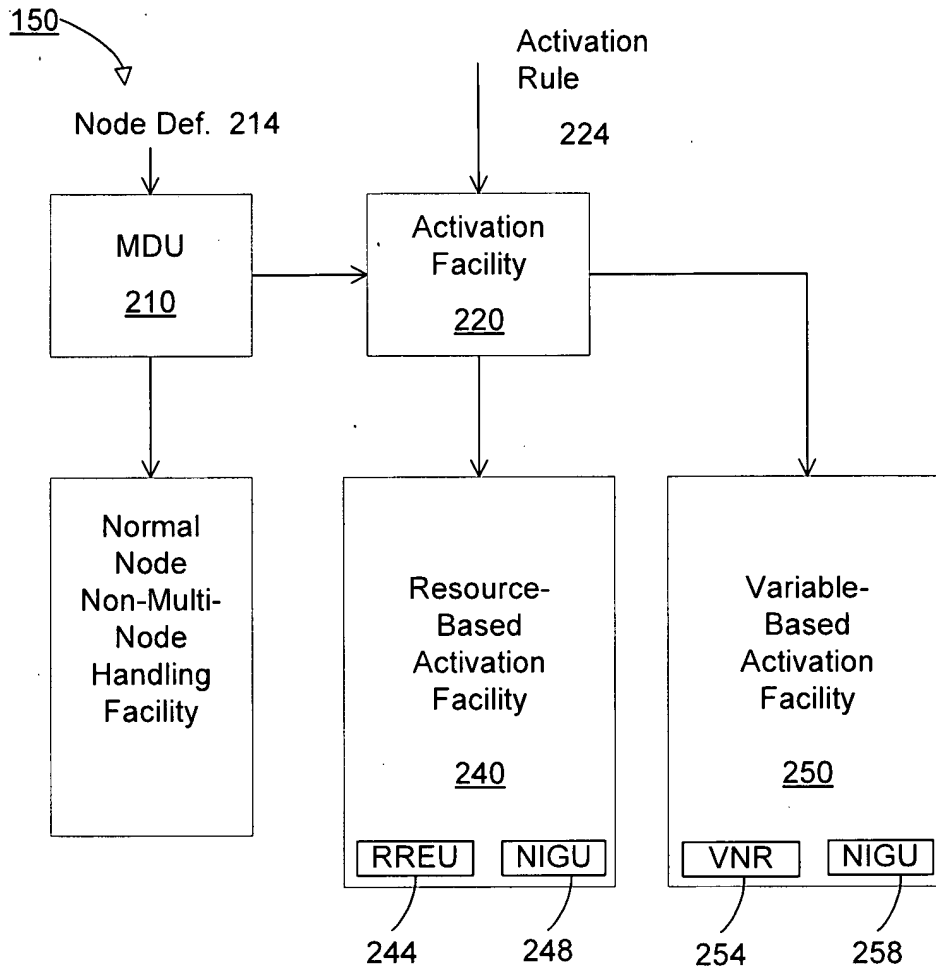 150
Node Def. 214
Activation
Rule
224
MDU
210
Activation
Facility
220
Normal
Node
Non-Multi-
Node
Handling
Facility
Resource-
Based
Activation
Facility
240
RREU
NIGU
Variable-
Based
Activation
Facility
250
VNR
NIGU
244
248
254
258